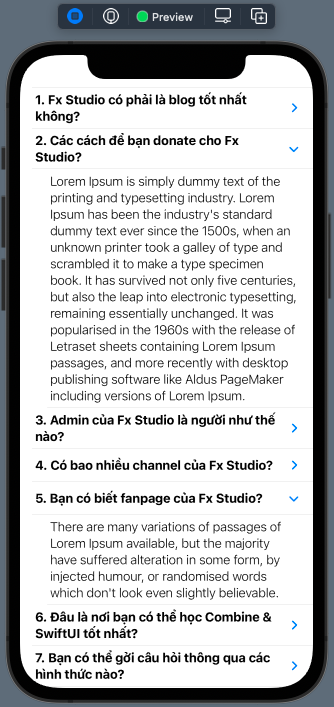 Preview
1. Fx Studio có phải là blog tốt nhất
không?
2. Các cách để bạn donate cho Fx
Studio?
Lorem Ipsum is simply dummy text of the
printing and typesetting industry. Lorem
Ipsum has been the industry's standard
dummy text ever since the 1500s, when an
unknown printer took a galley of type and
scrambled it to make a type specimen
book. It has survived not only five centuries,
but also the leap into electronic typesetting,
remaining essentially unchanged. It was
popularised in the 1960s with the release of
Letraset sheets containing Lorem Ipsum
passages, and more recently with desktop
publishing software like Aldus PageMaker
including versions of Lorem Ipsum.
3. Admin của Fx Studio là người như thế
nào?
4. Có bao nhiều channel của Fx Studio?
5. Bạn có biết fanpage của Fx Studio?
There are many variations of passages of
Lorem Ipsum available, but the majority
have suffered alteration in some form, by
injected humour, or randomised words
which don't look even slightly believable.
6. Đâu là nơi bạn có thể học Combine &
SwiftUI tốt nhất?
7. Bạn có thể gởi câu hỏi thông qua các
hình thức nào?